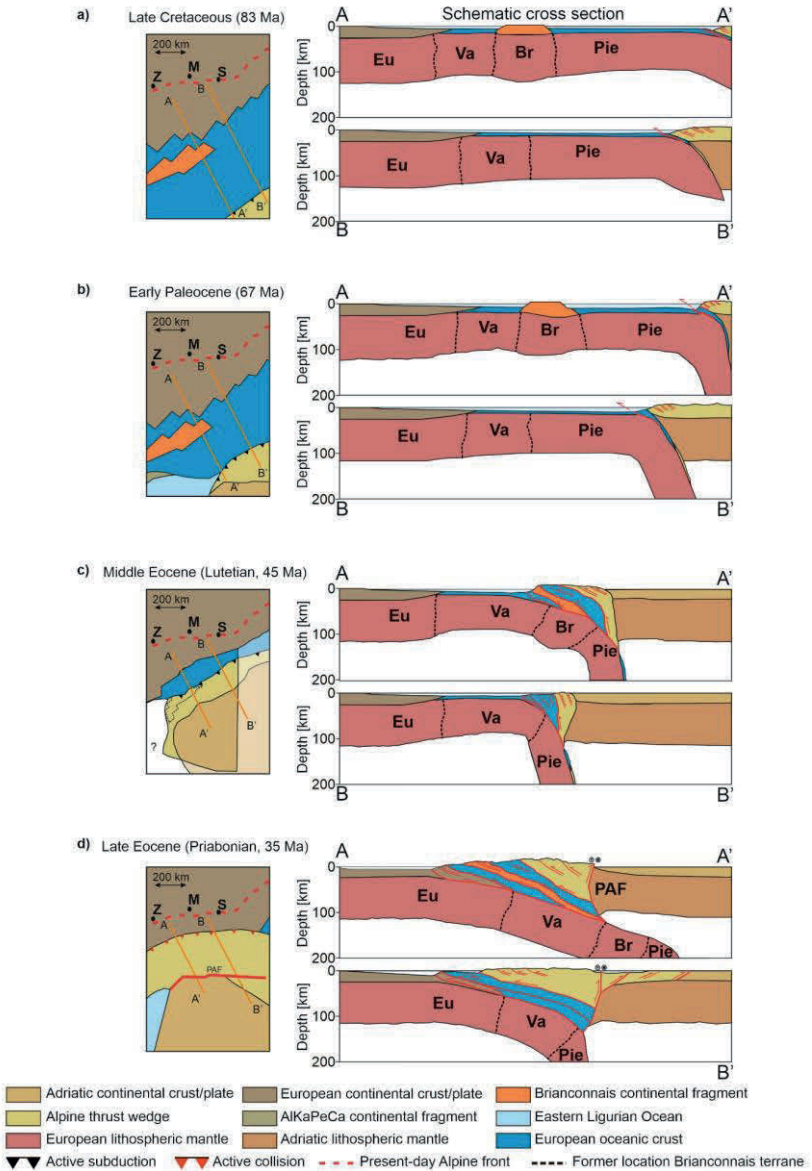 a) Late Cretaceous (83 Ma)
200 km
Z M S
A B
A' B'
A Schematic cross section A'
Depth [km]
0
100
200
Eu Va Br Pie
Depth [km]
0
100
200
Eu Va Pie
B B'
b) Early Paleocene (67 Ma)
200 km
Z M S
A B
A' B'
A A'
Depth [km]
0
100
200
Eu Va Br Pie
Depth [km]
0
100
200
Eu Va Pie
B B'
c) Middle Eocene (Lutetian, 45 Ma)
200 km
Z M S
A B
A' B'
?
A A'
Depth [km]
0
100
200
Eu Va Br Pie
Depth [km]
0
100
200
Eu Va Pie
B B'
d) Late Eocene (Priabonian, 35 Ma)
200 km
Z M S
A B
PAF
A' B'
A A'
Depth [km]
0
100
200
Eu Va Br Pie PAF
Depth [km]
0
100
200
Eu Va Pie
B'
Adriatic continental crust/plate European continental crust/plate Brianconnais continental fragment
Alpine thrust wedge AlKaPeCa continental fragment Eastern Ligurian Ocean
European lithospheric mantle Adriatic lithospheric mantle European oceanic crust
Active subduction Active collision Present-day Alpine front Former location Brianconnais terrane